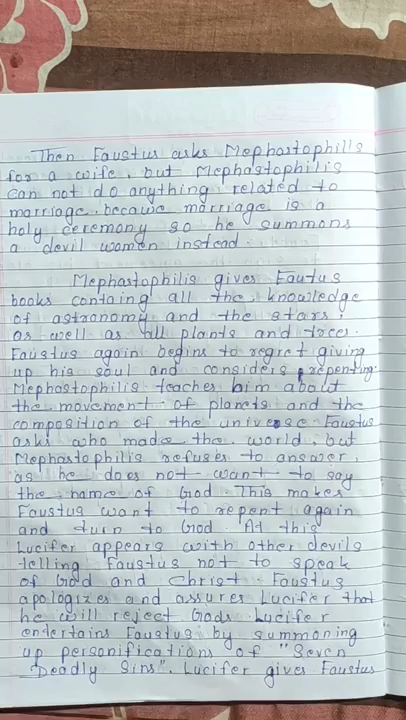 Then Faustus asks Mephastophills
for a wife, but Mephastophilis
can not do anything related to
marriage. because marriage is a
holy ceremony so he summons
a devil women instead.
Mephastophilis gives Fautus
books containg all the knowledge
of astronomy and the stars,
as well as all plants and trees.
Faustus again begins to regret giving
up his soul and considers repenting.
Mephastophilis teaches him about
the movement of planets and the
composition of the universe. Faustus
asks who made the world, but
Mephastophilis refuses to answer,
as he does not want to say
the name of God. This makes
Faustus want to repent again
and turn to God. At this
Lucifer appears with other devils
telling Faustus not to speak
of God and Christ. Faustus
apologizes and assures Lucifer that
he will reject Gods. Lucifer
entertains Faustus by summoning
up personifications of "Seven
Deadly Sins". Lucifer gives Faustus